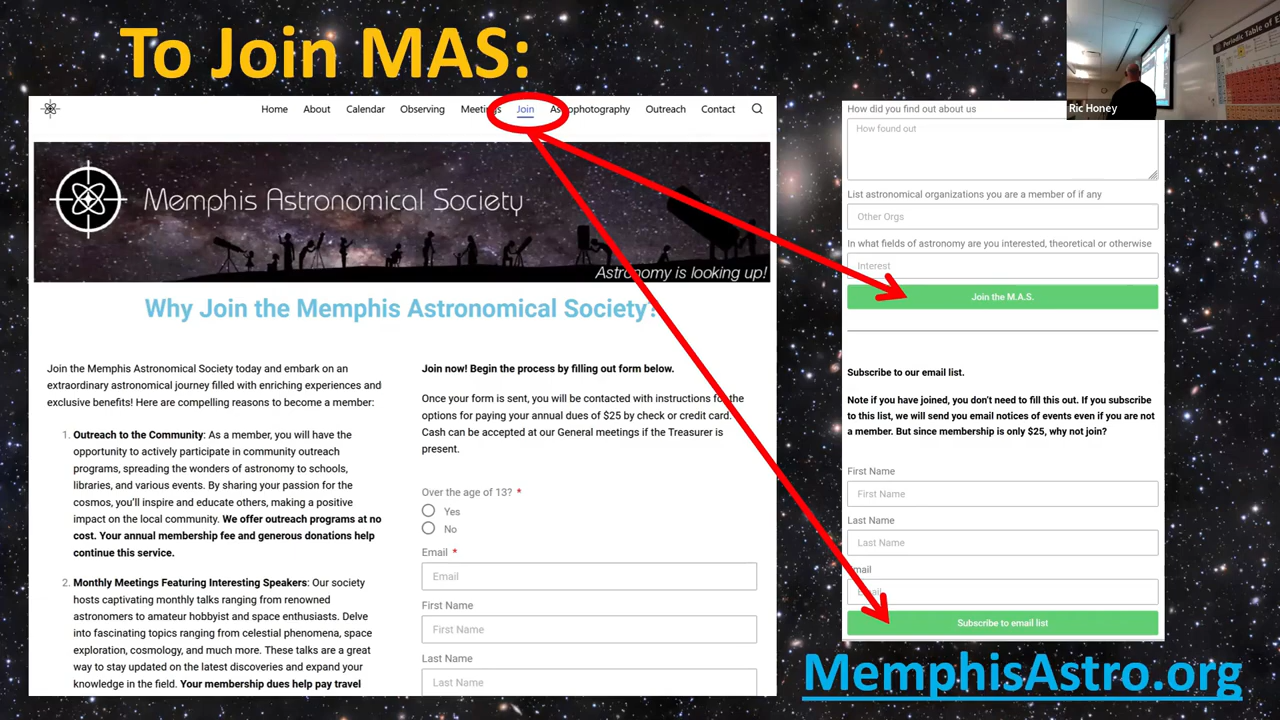 To Join MAS:
Home About Calendar Observing Meetings Join Astrophotography Outreach Contact
Memphis Astronomical Society
Astronomy is looking up!
Why Join the Memphis Astronomical Society?
Join the Memphis Astronomical Society today and embark on an
extraordinary astronomical journey filled with enriching experiences and
exclusive benefits! Here are compelling reasons to become a member:
1. Outreach to the Community: As a member, you will have the
opportunity to actively participate in community outreach
programs, spreading the wonders of astronomy to schools,
libraries, and various events. By sharing your passion for the
cosmos, you'll inspire and educate others, making a positive
impact on the local community. We offer outreach programs at no
cost. Your annual membership fee and generous donations help
continue this service.
2. Monthly Meetings Featuring Interesting Speakers: Our society
hosts captivating monthly talks ranging from renowned
astronomers to amateur hobbyist and space enthusiasts. Delve
into fascinating topics ranging from celestial phenomena, space
exploration, cosmology, and much more. These talks are a great
way to stay updated on the latest discoveries and expand your
knowledge in the field. Your membership dues help pay travel
Join now! Begin the process by filling out form below.
Once your form is sent, you will be contacted with instructions for the
options for paying your annual dues of $25 by check or credit card.
Cash can be accepted at our General meetings if the Treasurer is
present.
Over the age of 13? *
Yes
No
Email *
Email
First Name
First Name
Last Name
Last Name
Ric Honey
Periodic Table of E
How did you find out about us
How found out
List astronomical organizations you are a member of if any
Other Orgs
In what fields of astronomy are you interested, theoretical or otherwise
Interest
Join the M.A.S.
Subscribe to our email list.
Note if you have joined, you don't need to fill this out. If you subscribe
to this list, we will send you email notices of events even if you are not
a member. But since membership is only $25, why not join?
First Name
First Name
Last Name
Last Name
Email
Email
Subscribe to email list
MemphisAstro.org